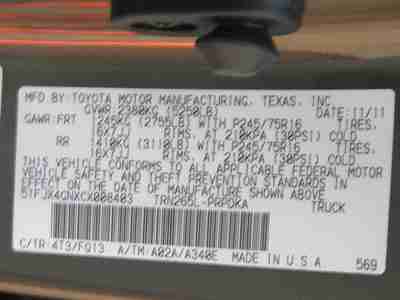 MFD. BY: TOYOTA MOTOR MANUFACTURING, TEXAS, INC.
GVWR: 2380KG (5250LB) DATE: 11/11
GAWR: FRT 1245KG (2755LB) WITH P245/75R16 TIRES,
16X7JJ RIMS, AT 210KPA (30PSI) COLD
RR 1410KG (3110LB) WITH P245/75R16 TIRES,
16X7JJ RIMS, AT 210KPA (30PSI) COLD
THIS VEHICLE CONFORMS TO ALL APPLICABLE FEDERAL MOTOR
VEHICLE SAFETY AND THEFT PREVENTION STANDARDS IN
EFFECT ON THE DATE OF MANUFACTURE SHOWN ABOVE.
5TFJX4GNXCX008403 TRN265L-PRPDKA TRUCK
C/TR: 4T3/FQ13 A/TM: A02A/A340E MADE IN U.S.A. 569